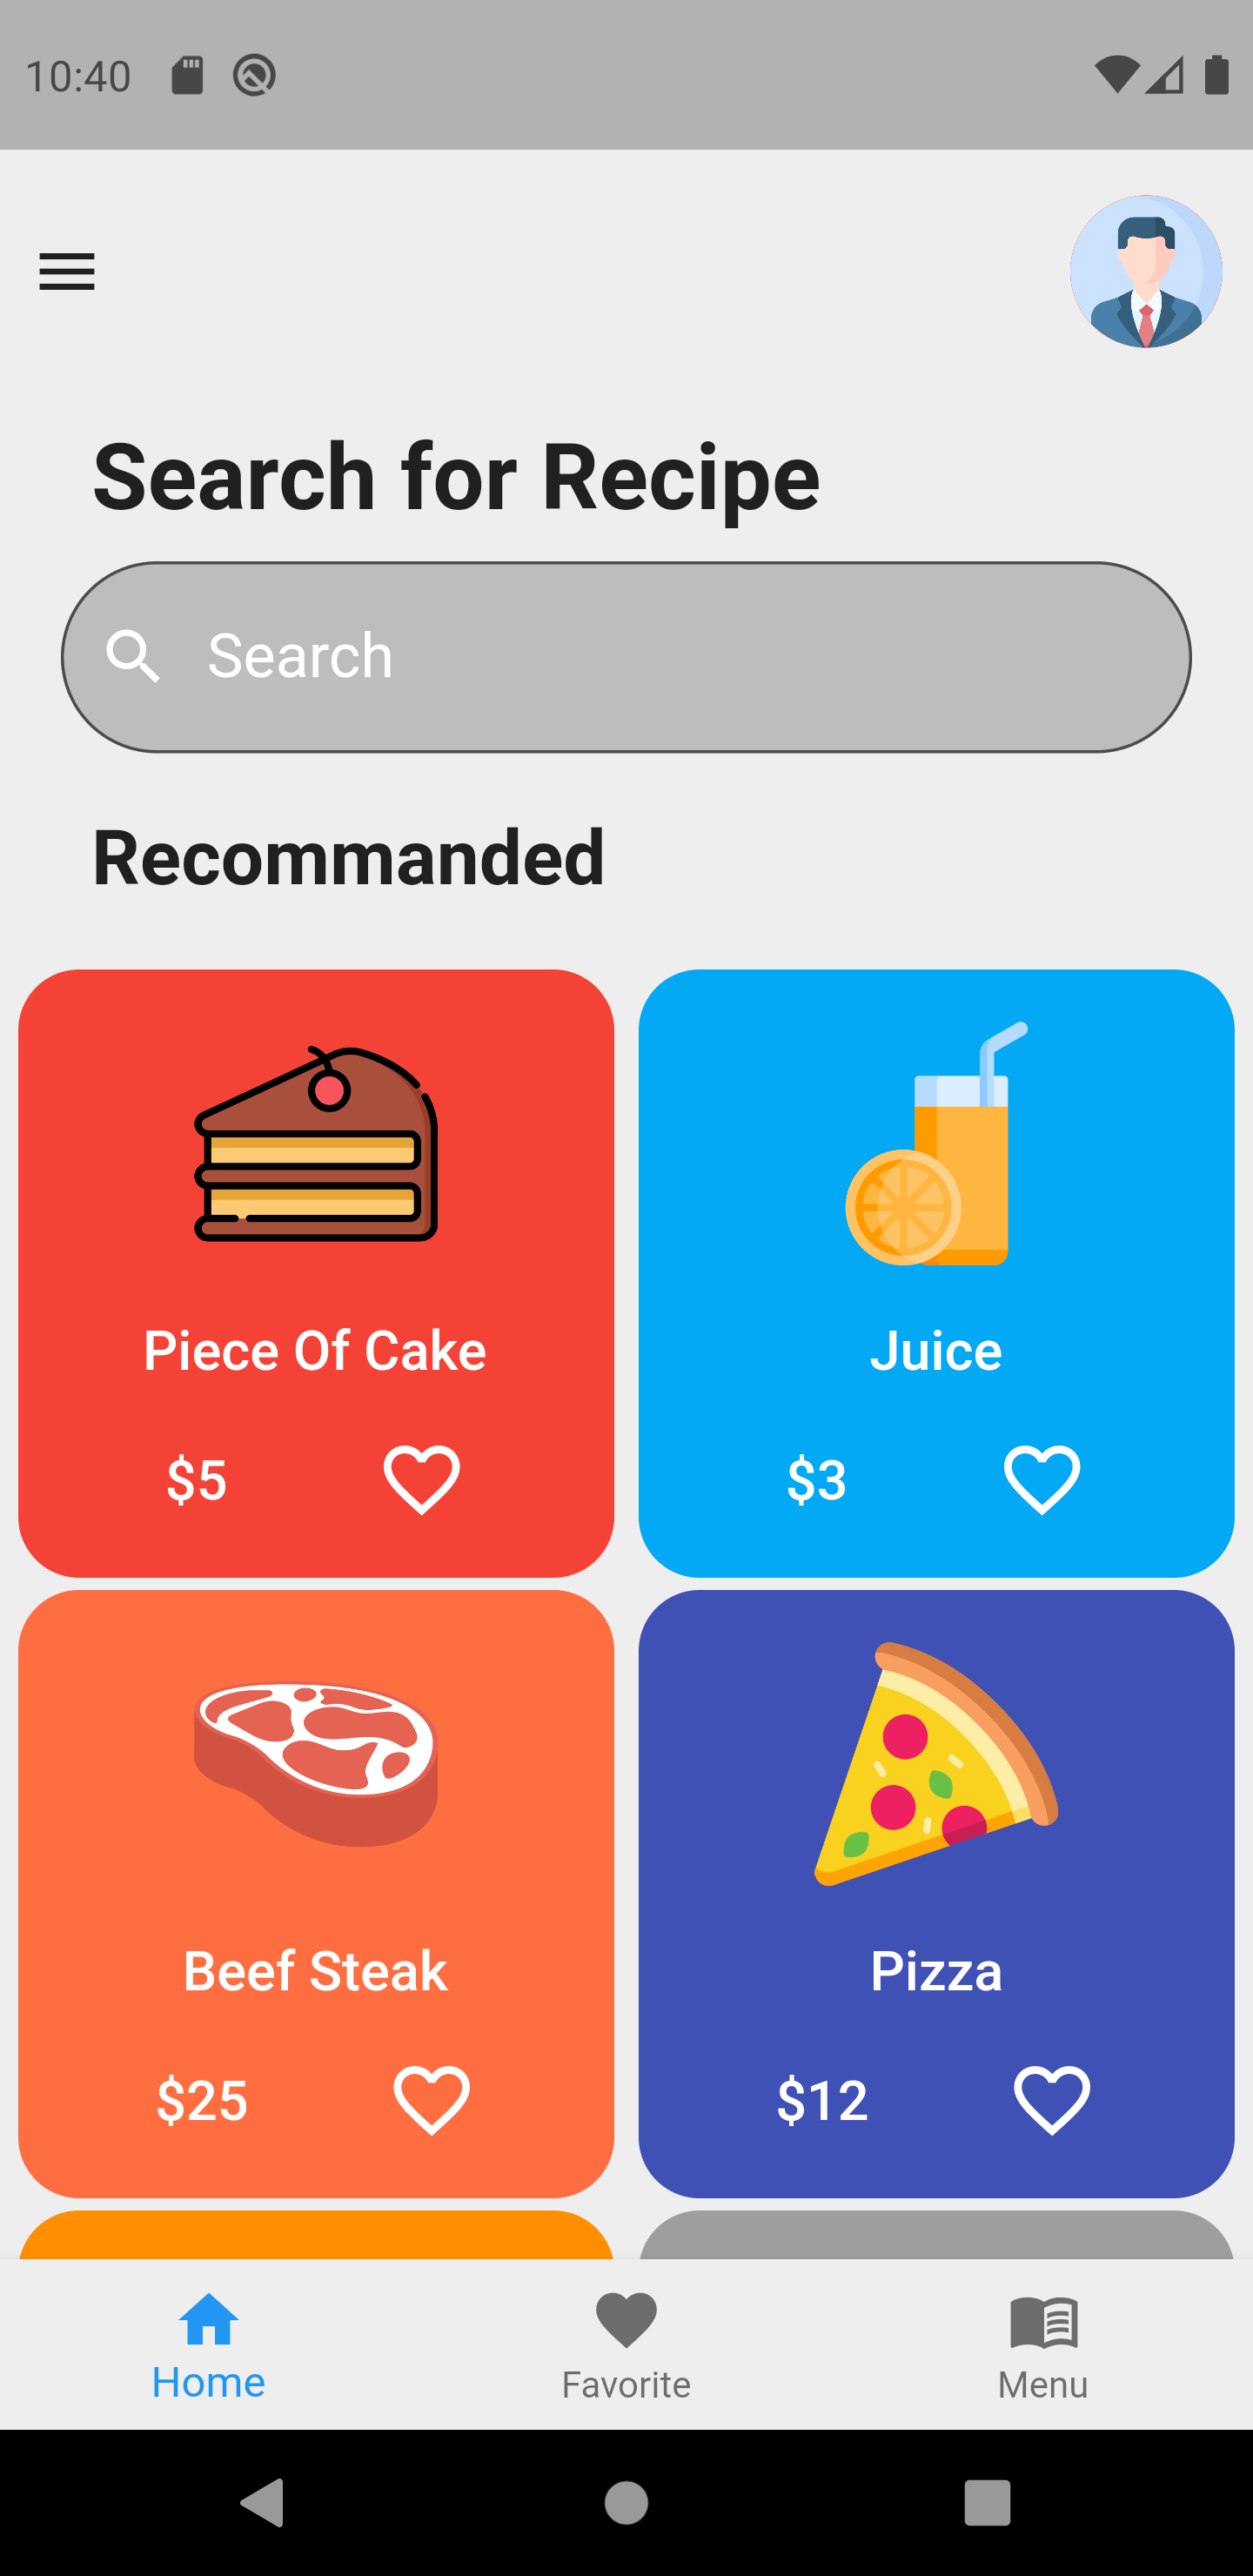 10:40
Search for Recipe
Search
Recommanded
Piece Of Cake
$5
Juice
$3
Beef Steak
$25
Pizza
$12
Home
Favorite
Menu